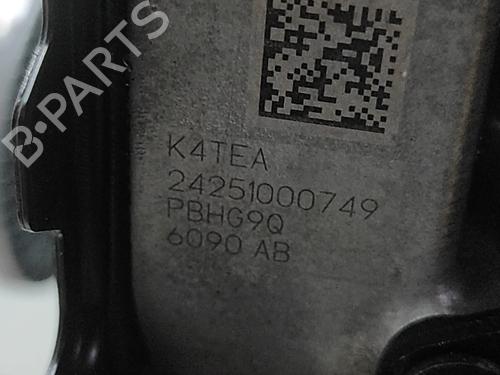 B-PARTS
K4TEA
24251000749
PBHG9Q
6090 AB